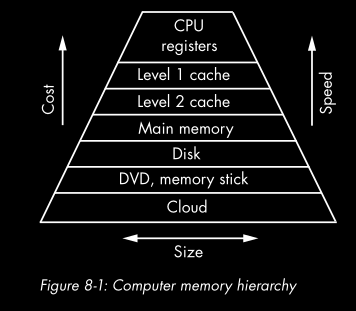 CPU
registers
Level 1 cache
Level 2 cache
Main memory
Disk
DVD, memory stick
Cloud
Cost
Speed
Size
Figure 8-1: Computer memory hierarchy